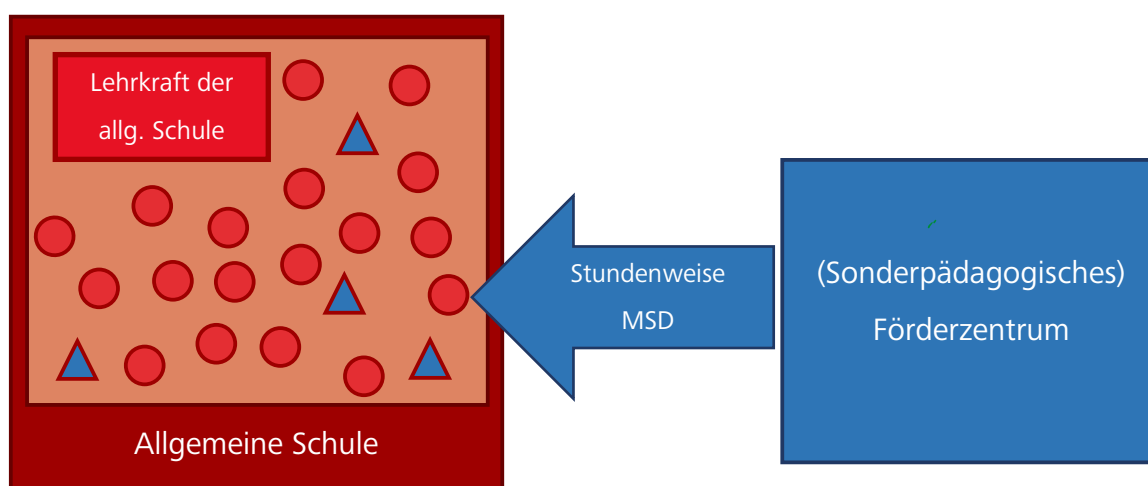 Lehrkraft der
allg. Schule
Stundenweise
MSD
(Sonderpädagogisches)
Förderzentrum
Allgemeine Schule